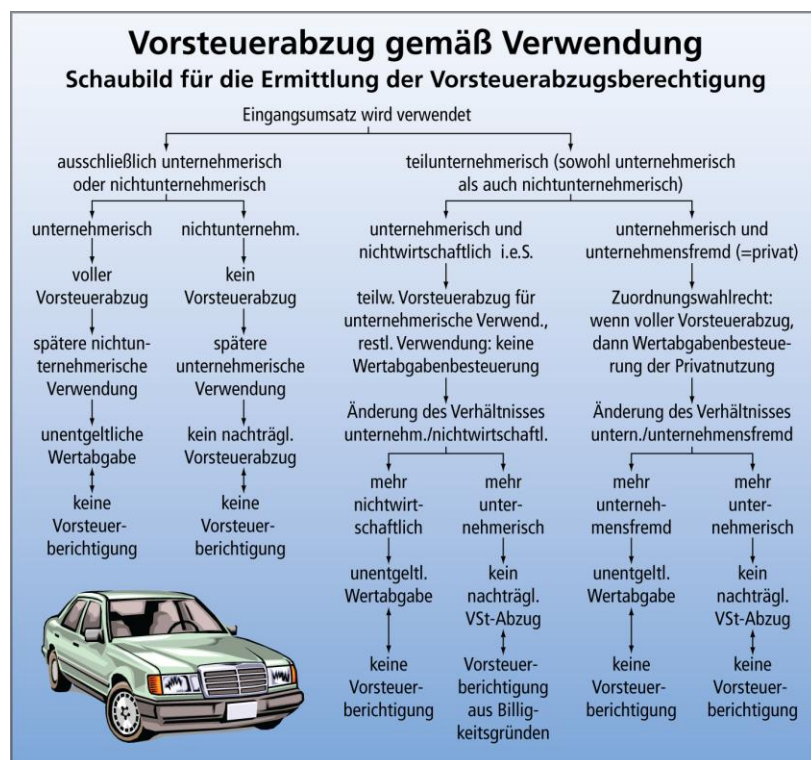 Vorsteuerabzug gemäß Verwendung
Schaubild für die Ermittlung der Vorsteuerabzugsberechtigung
Eingangsumsatz wird verwendet
ausschließlich unternehmerisch
oder nichtunternehmerisch
teilunternehmerisch (sowohl unternehmerisch
als auch nichtunternehmerisch)
unternehmerisch
voller
Vorsteuerabzug
spätere nichtun-
ternehmerische
Verwendung
unentgeltliche
Wertabgabe
keine
Vorsteuer-
berichtigung
nichtunternehm.
kein
Vorsteuerabzug
spätere
unternehmerische
Verwendung
kein nachträgl.
Vorsteuerabzug
keine
Vorsteuer-
berichtigung
unternehmerisch und
nichtwirtschaftlich i.e.S.
teilw. Vorsteuerabzug für
unternehmerische Verwend.,
restl. Verwendung: keine
Wertabgabenbesteuerung
Änderung des Verhältnisses
unternehm./nichtwirtschaftl.
mehr
nichtwirt-
schaftlich
unentgeltl.
Wertabgabe
keine
Vorsteuer-
berichtigung
mehr
unter-
nehmerisch
kein
nachträgl.
VSt-Abzug
Vorsteuer-
berichtigung
aus Billig-
keitsgründen
unternehmerisch und
unternehmensfremd (=privat)
Zuordnungswahlrecht:
wenn voller Vorsteuerabzug,
dann Wertabgabenbesteue-
rung der Privatnutzung
Änderung des Verhältnisses
untern./unternehmensfremd
mehr
unterneh-
mensfremd
unentgeltl.
Wertabgabe
keine
Vorsteuer-
berichtigung
mehr
unter-
nehmerisch
kein
nachträgl.
VSt-Abzug
keine
Vorsteuer-
berichtigung